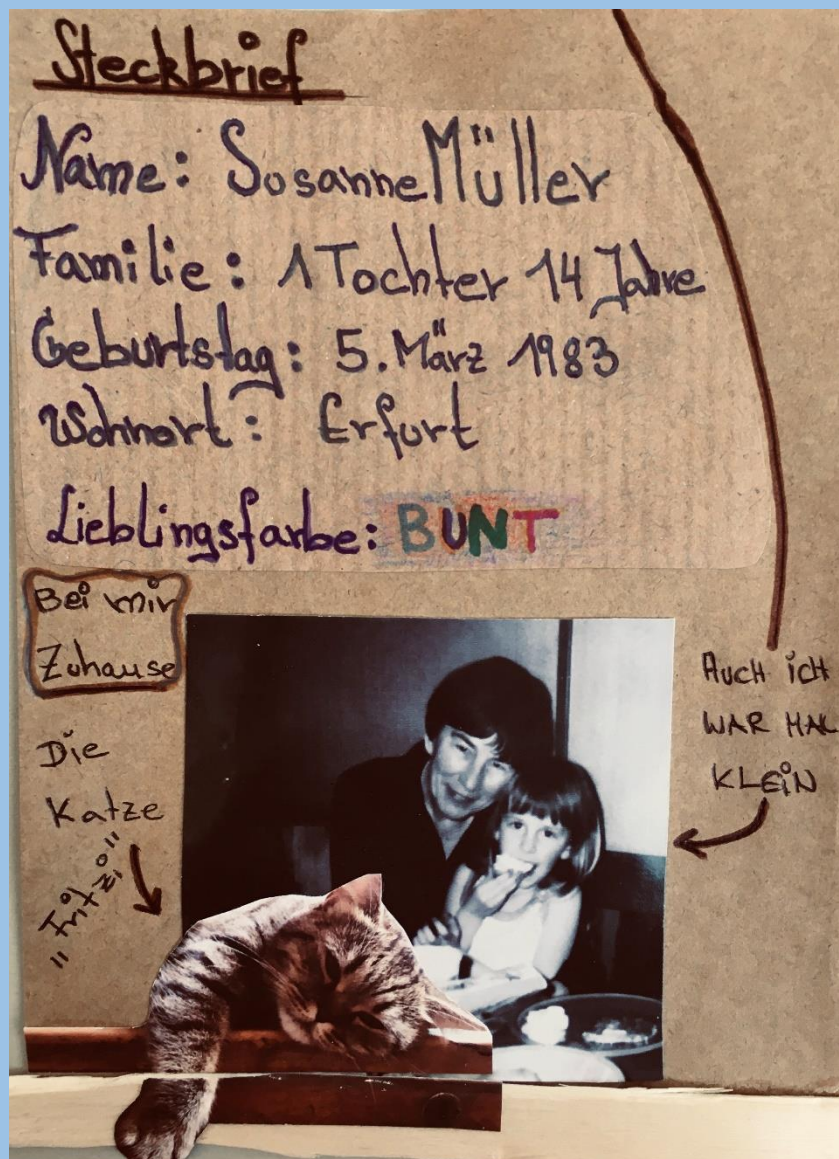 Steckbrief
Name: Susanne Müller
Familie: 1 Tochter 14 Jahre
Geburtstag: 5. März 1983
Wohnort: Erfurt
Lieblingsfarbe: BUNT
Bei mir
Zuhause
Die
Katze
"Fritzi"
AUCH ICH
WAR MAL
KLEIN